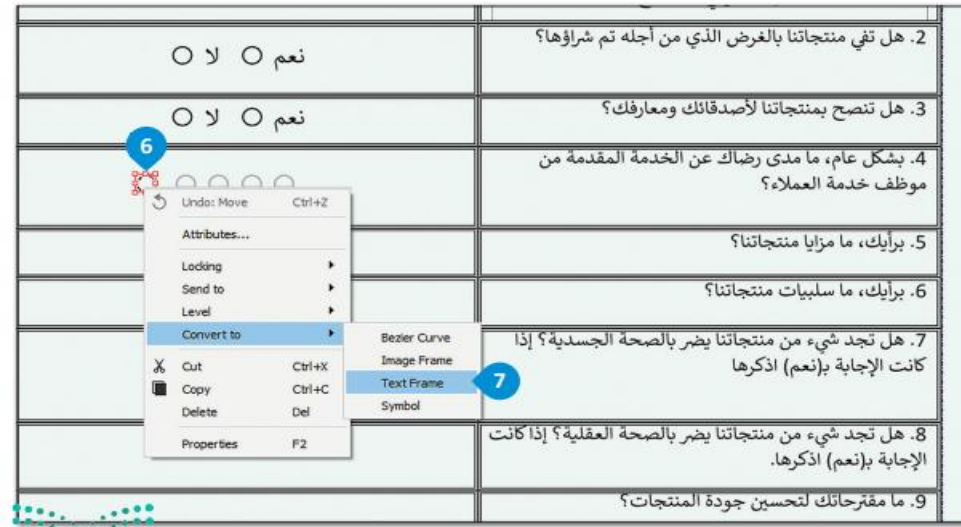 2. هل تفي منتجاتنا بالغرض الذي من أجله تم شراؤها؟
نعم O لا O
3. هل تنصح بمنتجاتنا لأصدقائك ومعارفك؟
نعم O لا O
4. بشكل عام، ما مدى رضاك عن الخدمة المقدمة من
موظف خدمة العملاء؟
6
Undo: Move Ctrl+Z
Attributes...
Locking
Send to
Level
Convert to
Cut Ctrl+X
Copy Ctrl+C
Delete Del
Properties F2
Bezier Curve
Image Frame
Text Frame
7
Symbol
5. برأيك، ما مزايا منتجاتنا؟
6. برأيك، ما سلبيات منتجاتنا؟
7. هل تجد شيء من منتجاتنا يضر بالصحة الجسدية؟ إذا
كانت الإجابة بـ(نعم) اذكرها
8. هل تجد شيء من منتجاتنا يضر بالصحة العقلية؟ إذا كانت
الإجابة بـ(نعم) اذكرها.
9. ما مقترحاتك لتحسين جودة المنتجات؟